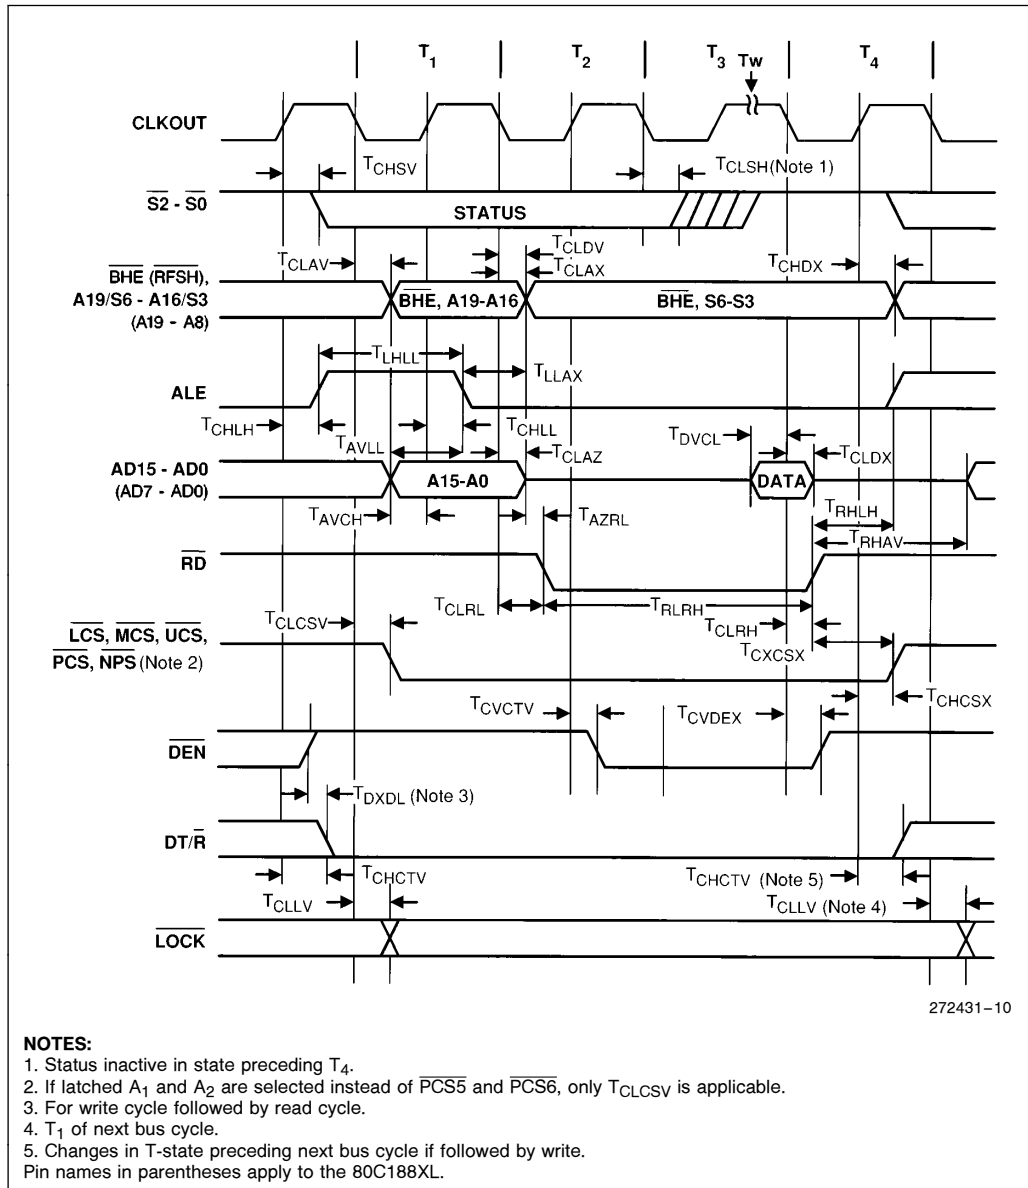 T1 T2 T3 Tw T4
CLKOUT
TCHSV TCLSH (Note 1)
S2 - S0 STATUS
TCLDV
TCLAV TCLAX TCHDX
BHE (RFSH),
A19/S6 - A16/S3 BHE, A19-A16 BHE, S6-S3
(A19 - A8)
TLHLL
TLLAX
ALE
TCHLH TCHLL
TAVLL TDVCL
TCLAZ TCLDX
AD15 - AD0 A15-A0 DATA
(AD7 - AD0)
TRHLH
TAVCH TAZRL
TRHAV
RD
TCLRL TRLRH
TCLCSV TCLRH
LCS, MCS, UCS,
TCXCSX
PCS, NPS (Note 2)
TCHCSX
TCVCTV TCVDEX
DEN
TDXDL (Note 3)
DT/R
TCHCTV TCHCTV (Note 5)
TCLLV TCLLV (Note 4)
LOCK
272431-10
NOTES:
1. Status inactive in state preceding T4.
2. If latched A1 and A2 are selected instead of PCS5 and PCS6, only TCLCSV is applicable.
3. For write cycle followed by read cycle.
4. T1 of next bus cycle.
5. Changes in T-state preceding next bus cycle if followed by write.
Pin names in parentheses apply to the 80C188XL.